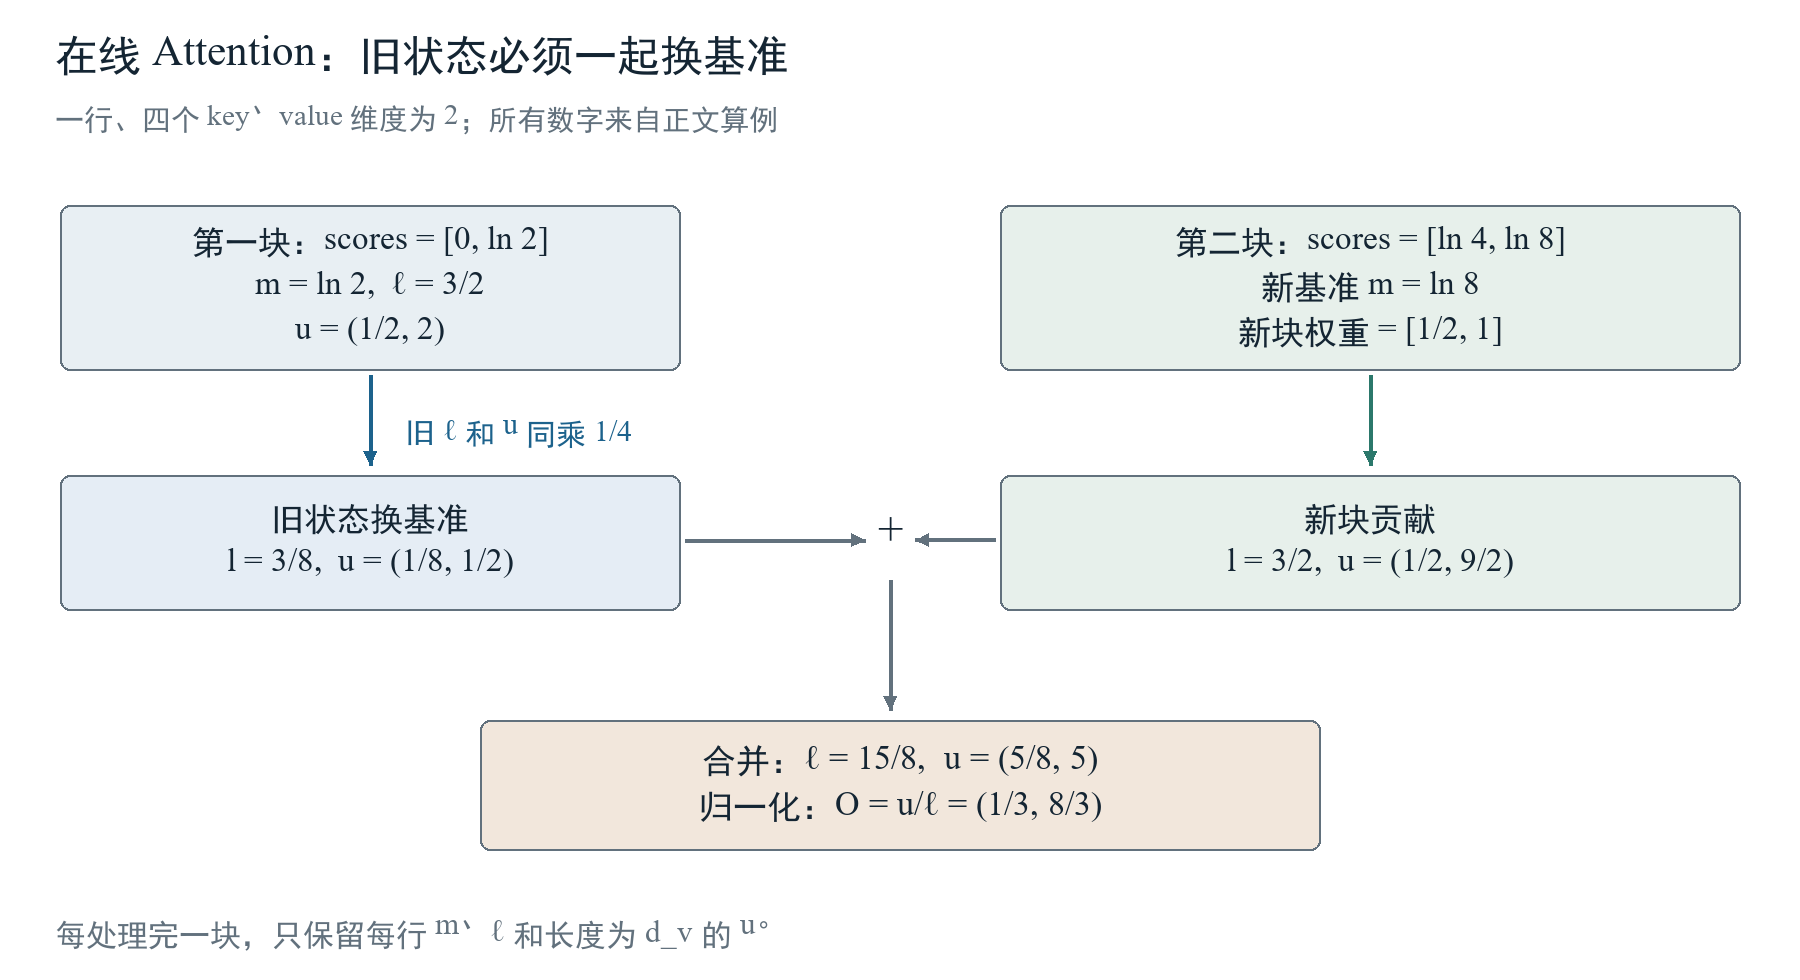 在线 Attention：旧状态必须一起换基准
一行、四个 key、value 维度为 2；所有数字来自正文算例
第一块：scores = [0, ln 2]
m = ln 2, ℓ = 3/2
u = (1/2, 2)
第二块：scores = [ln 4, ln 8]
新基准 m = ln 8
新块权重 = [1/2, 1]
旧 ℓ 和 u 同乘 1/4
旧状态换基准
l = 3/8, u = (1/8, 1/2)
+
新块贡献
l = 3/2, u = (1/2, 9/2)
合并：ℓ = 15/8, u = (5/8, 5)
归一化：O = u/ℓ = (1/3, 8/3)
每处理完一块，只保留每行 m、ℓ 和长度为 d_v 的 u。